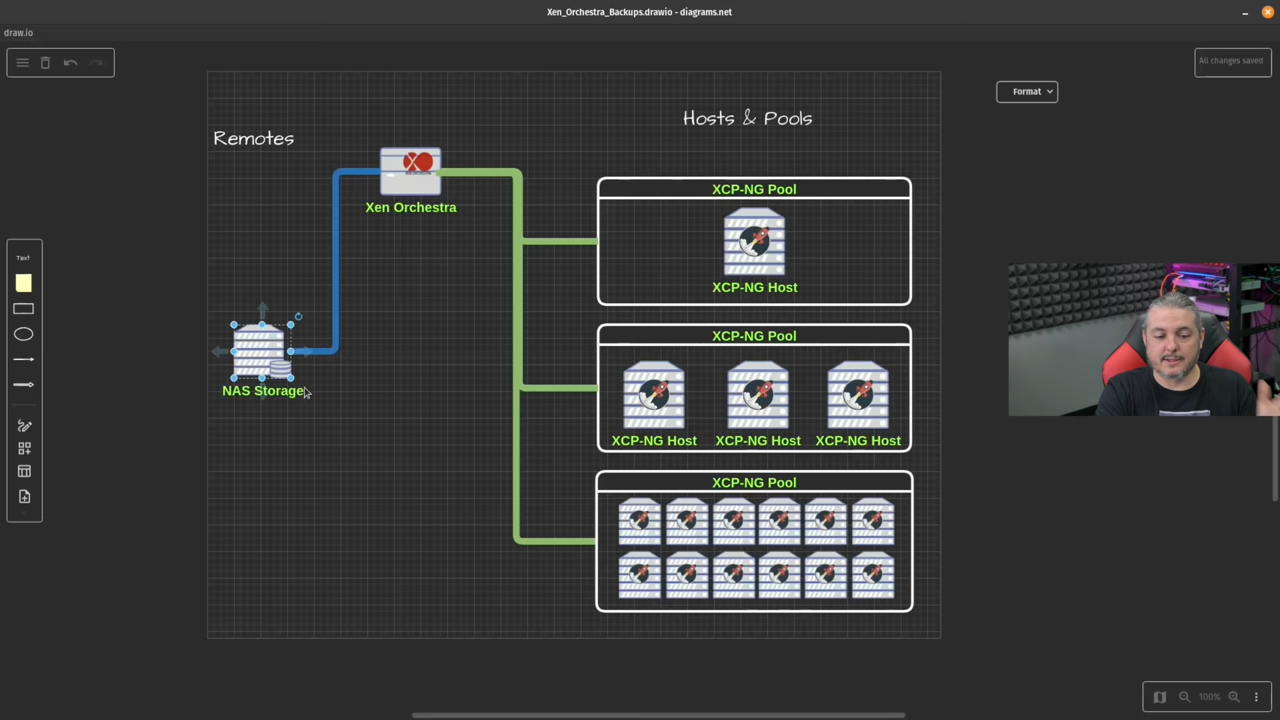 Xen_Orchestra_Backups.drawio - diagrams.net
draw.io
All changes saved
Format
Hosts & Pools
Remotes
Xen Orchestra
XCP-NG Pool
XCP-NG Host
Text
NAS Storage
XCP-NG Pool
XCP-NG Host
XCP-NG Host
XCP-NG Host
XCP-NG Pool
100%